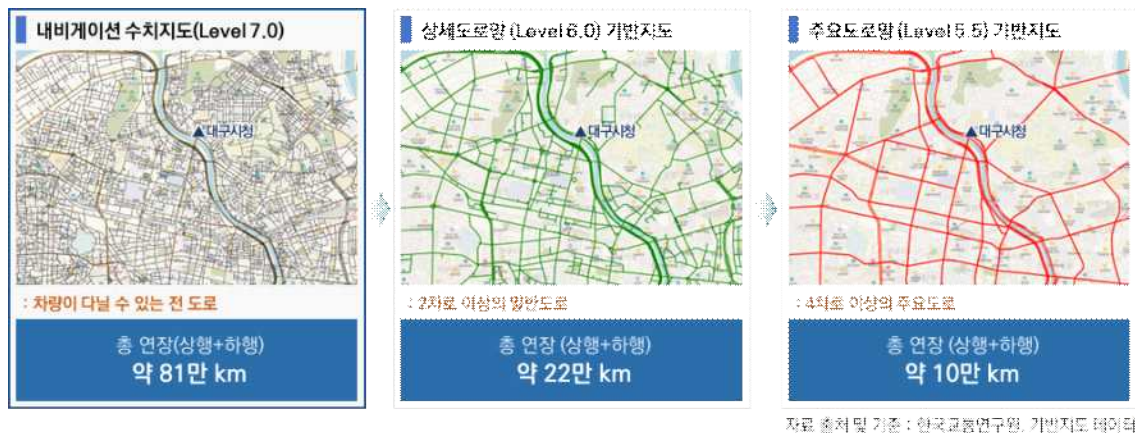 내비게이션 수치지도(Level 7.0)
대구시청
: 차량이 다닐 수 있는 전 도로
총 연장(상행+하행)
약 81만 km
상세도로망 (Level 6.0) 기반지도
대구시청
: 2차로 이상의 일반도로
총 연장 (상행+하행)
약 22만 km
주요도로망 (Level 5.5) 기반지도
대구시청
: 4차로 이상의 주요도로
총 연장 (상행+하행)
약 10만 km
자료 출처 및 기준 : 한국교통연구원, 기반지도 데이터